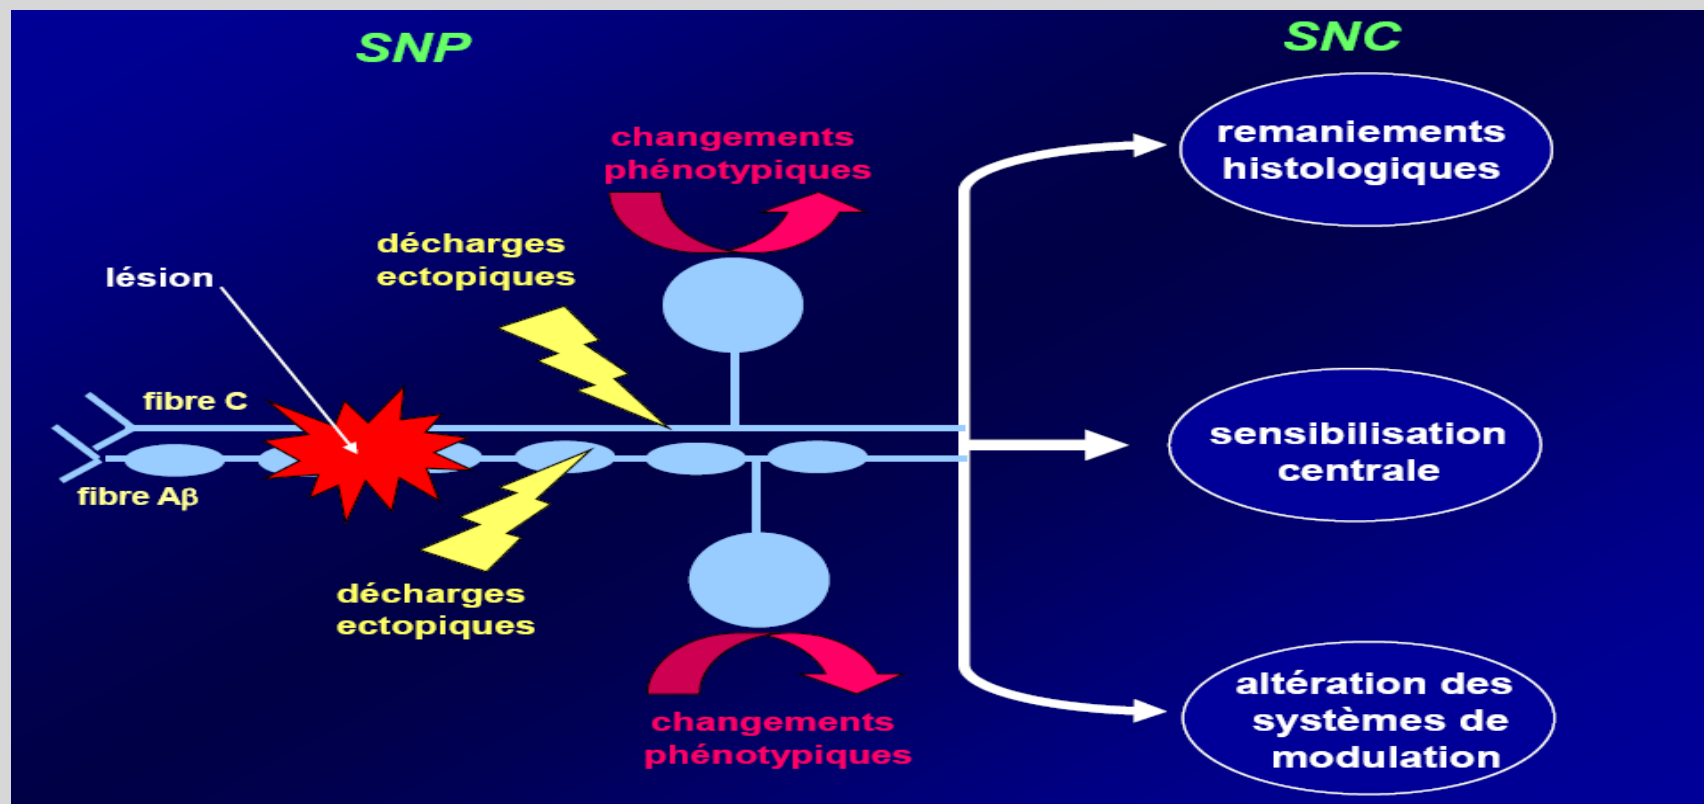 SNP
SNC
changements
phénotypiques
remaniements
histologiques
décharges
ectopiques
lésion
fibre C
fibre Aβ
sensibilisation
centrale
décharges
ectopiques
changements
phénotypiques
altération des
systèmes de
modulation